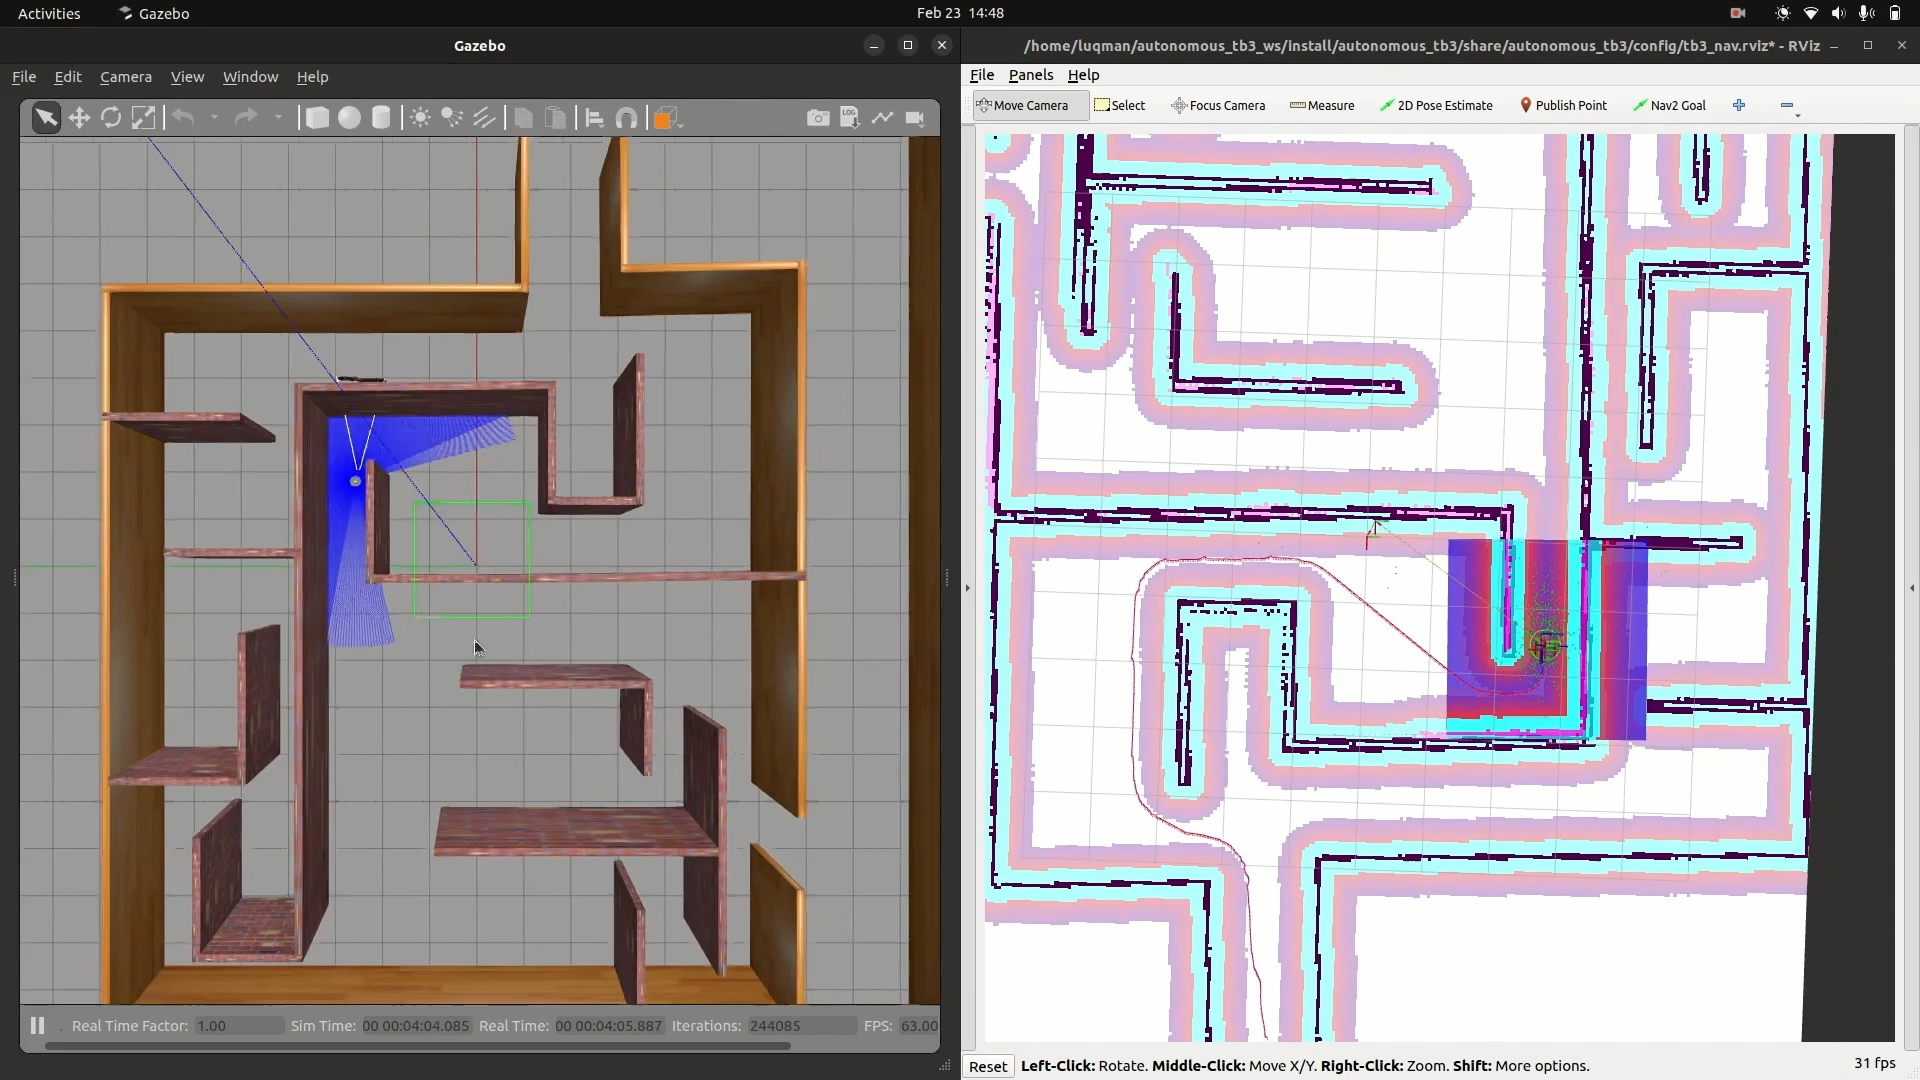 Activities
Gazebo
Feb 23 14:48
Gazebo
File Edit Camera View Window Help
LOG
Real Time Factor: 1.00 Sim Time: 00 00:04:04.085 Real Time: 00 00:04:05.887 Iterations: 244085 FPS: 63.00
/home/luqman/autonomous_tb3_ws/install/autonomous_tb3/share/autonomous_tb3/config/tb3_nav.rviz* - RViz
File Panels Help
Move Camera Select Focus Camera Measure 2D Pose Estimate Publish Point Nav2 Goal
Reset Left-Click: Rotate. Middle-Click: Move X/Y. Right-Click: Zoom. Shift: More options. 31 fps